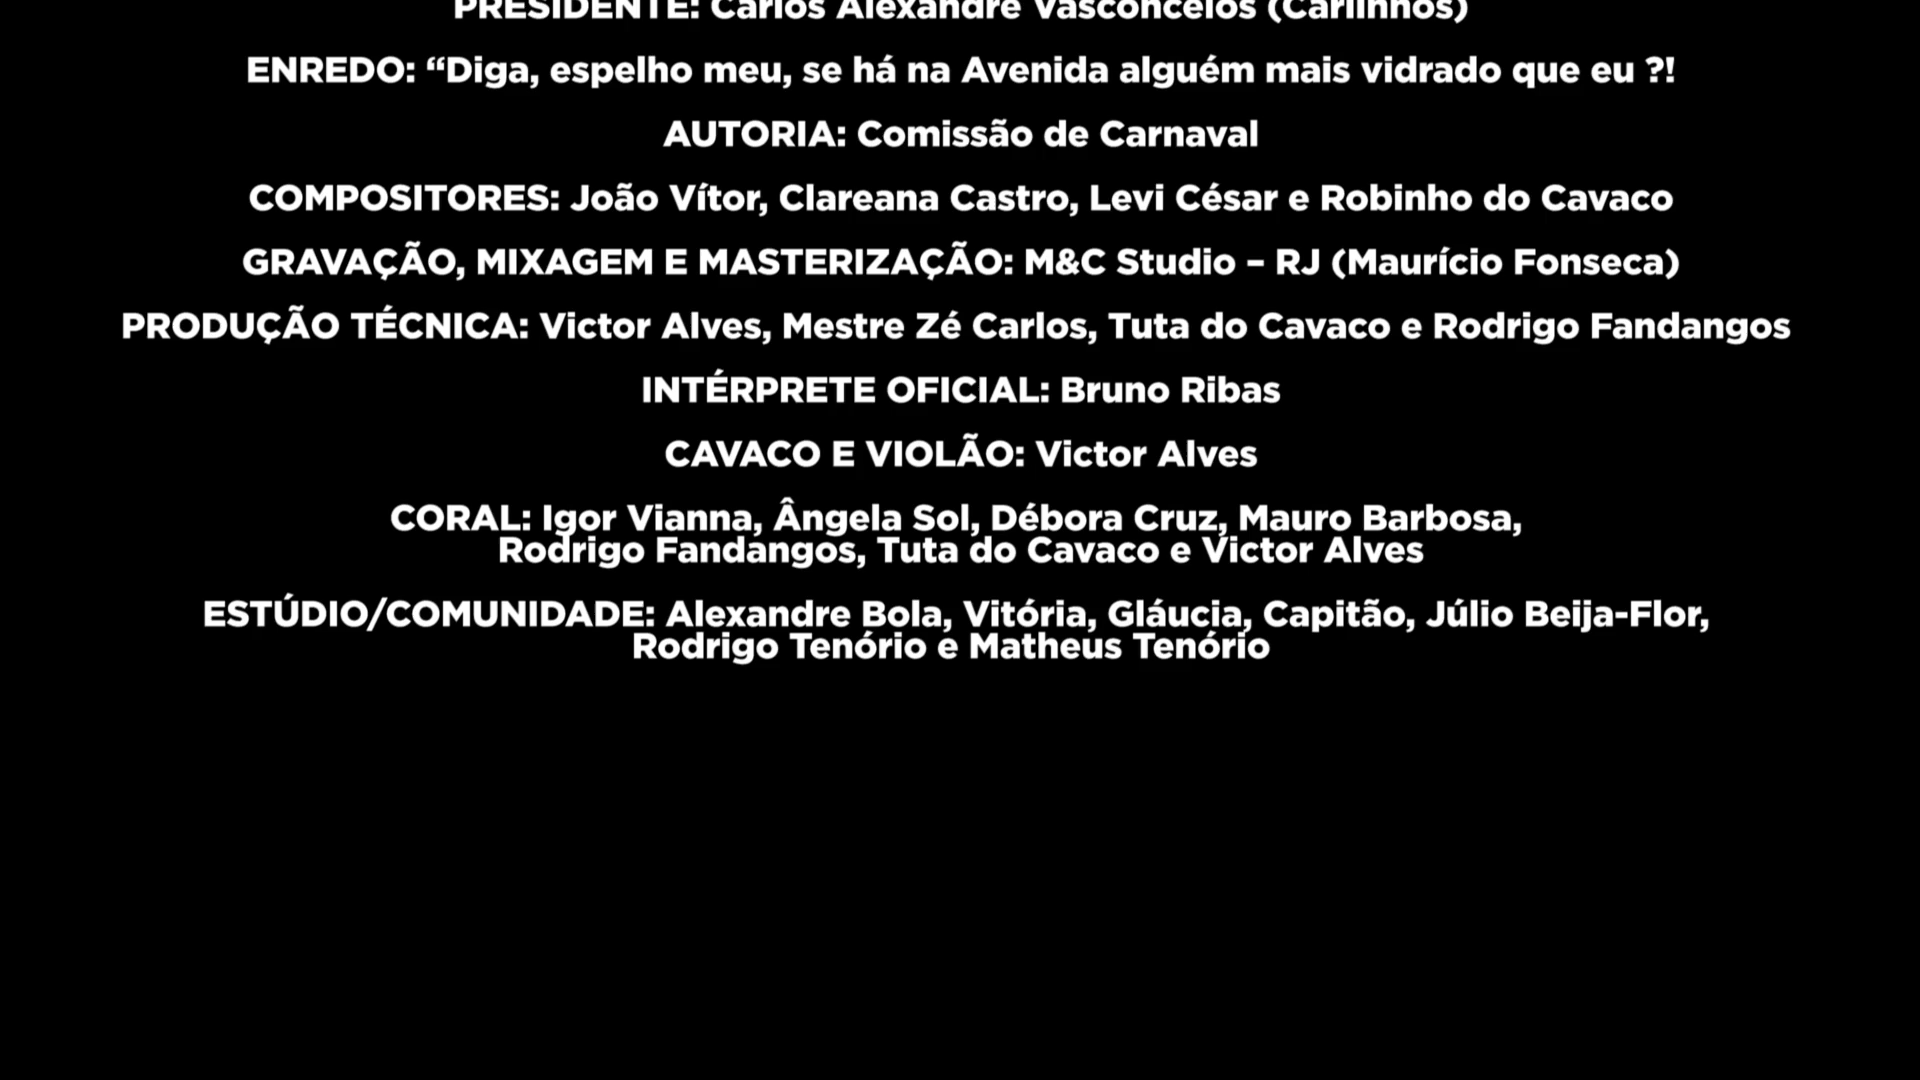 PRESIDENTE: Carlos Alexandre Vasconcelos (Carlinhos)
ENREDO: “Diga, espelho meu, se há na Avenida alguém mais vidrado que eu ?!
AUTORIA: Comissão de Carnaval
COMPOSITORES: João Vítor, Clareana Castro, Levi César e Robinho do Cavaco
GRAVAÇÃO, MIXAGEM E MASTERIZAÇÃO: M&C Studio – RJ (Maurício Fonseca)
PRODUÇÃO TÉCNICA: Victor Alves, Mestre Zé Carlos, Tuta do Cavaco e Rodrigo Fandangos
INTÉRPRETE OFICIAL: Bruno Ribas
CAVACO E VIOLÃO: Victor Alves
CORAL: Igor Vianna, Ângela Sol, Débora Cruz, Mauro Barbosa,
Rodrigo Fandangos, Tuta do Cavaco e Victor Alves
ESTÚDIO/COMUNIDADE: Alexandre Bola, Vitória, Gláucia, Capitão, Júlio Beija-Flor,
Rodrigo Tenório e Matheus Tenório